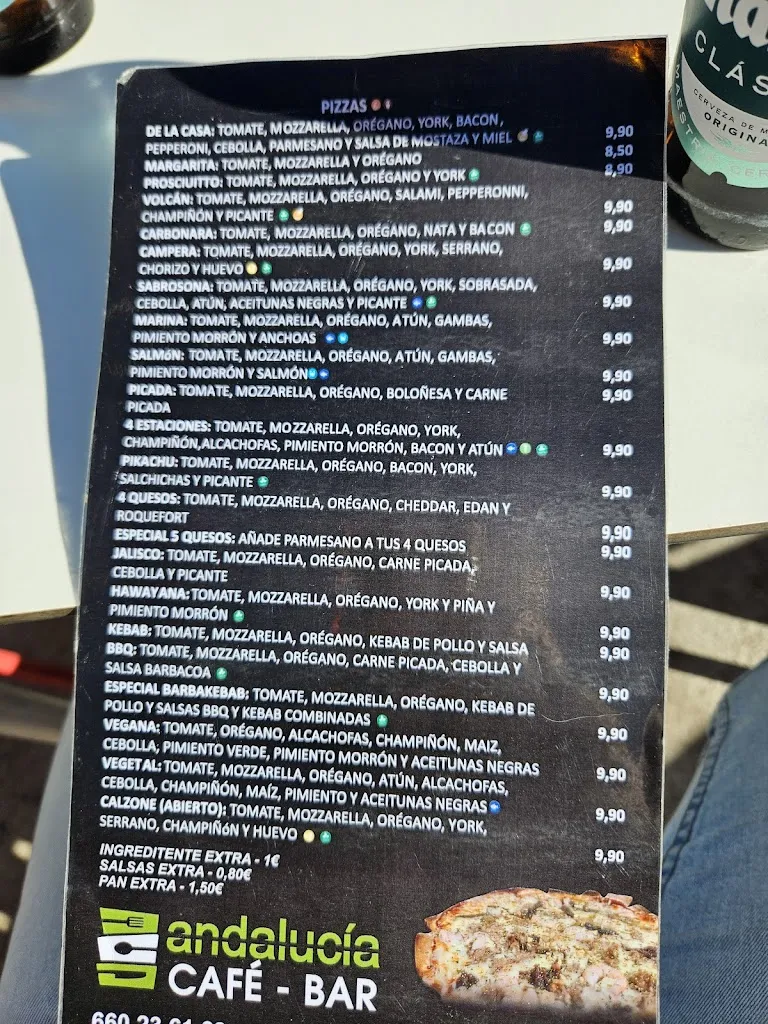 PIZZAS
DE LA CASA: TOMATE, MOZZARELLA, ORÉGANO, YORK, BACON,
PEPPERONI, CEBOLLA, PARMESANO Y SALSA DE MOSTAZA Y MIEL 9,90
MARGARITA: TOMATE, MOZZARELLA Y ORÉGANO 8,50
PROSCIUITTO: TOMATE, MOZZARELLA, ORÉGANO Y YORK 8,90
VOLCÁN: TOMATE, MOZZARELLA, ORÉGANO, SALAMI, PEPPERONNI,
CHAMPIÑÓN Y PICANTE 9,90
CARBONARA: TOMATE, MOZZARELLA, ORÉGANO, NATA Y BACON 9,90
CAMPERA: TOMATE, MOZZARELLA, ORÉGANO, YORK, SERRANO,
CHORIZO Y HUEVO 9,90
SABROSONA: TOMATE, MOZZARELLA, ORÉGANO, YORK, SOBRASADA,
CEBOLLA, ATÚN, ACEITUNAS NEGRAS Y PICANTE 9,90
MARINA: TOMATE, MOZZARELLA, ORÉGANO, ATÚN, GAMBAS,
PIMIENTO MORRÓN Y ANCHOAS 9,90
SALMÓN: TOMATE, MOZZARELLA, ORÉGANO, ATÚN, GAMBAS,
PIMIENTO MORRÓN Y SALMÓN 9,90
PICADA: TOMATE, MOZZARELLA, ORÉGANO, BOLOÑESA Y CARNE 9,90
PICADA
4 ESTACIONES: TOMATE, MOZZARELLA, ORÉGANO, YORK,
CHAMPIÑÓN,ALCACHOFAS, PIMIENTO MORRÓN, BACON Y ATÚN 9,90
PIKACHU: TOMATE, MOZZARELLA, ORÉGANO, BACON, YORK,
SALCHICHAS Y PICANTE 9,90
4 QUESOS: TOMATE, MOZZARELLA, ORÉGANO, CHEDDAR, EDAN Y
ROQUEFORT 9,90
ESPECIAL 5 QUESOS: AÑADE PARMESANO A TUS 4 QUESOS 9,90
JALISCO: TOMATE, MOZZARELLA, ORÉGANO, CARNE PICADA,
CEBOLLA Y PICANTE 9,90
HAWAYANA: TOMATE, MOZZARELLA, ORÉGANO, YORK Y PIÑA Y
PIMIENTO MORRÓN 9,90
KEBAB: TOMATE, MOZZARELLA, ORÉGANO, KEBAB DE POLLO Y SALSA 9,90
BBQ: TOMATE, MOZZARELLA, ORÉGANO, CARNE PICADA, CEBOLLA Y
SALSA BARBACOA 9,90
ESPECIAL BARBAKEBAB: TOMATE, MOZZARELLA, ORÉGANO, KEBAB DE
POLLO Y SALSAS BBQ Y KEBAB COMBINADAS 9,90
VEGANA: TOMATE, ORÉGANO, ALCACHOFAS, CHAMPIÑÓN, MAIZ,
CEBOLLA, PIMIENTO VERDE, PIMIENTO MORRÓN Y ACEITUNAS NEGRAS 9,90
VEGETAL: TOMATE, MOZZARELLA, ORÉGANO, ATÚN, ALCACHOFAS,
CEBOLLA, CHAMPIÑÓN, MAÍZ, PIMIENTO Y ACEITUNAS NEGRAS 9,90
CALZONE (ABIERTO): TOMATE, MOZZARELLA, ORÉGANO, YORK,
SERRANO, CHAMPIÑÓN Y HUEVO 9,90
INGREDITENTE EXTRA - 1€
SALSAS EXTRA - 0,80€
PAN EXTRA - 1,50€
andalucía
CAFÉ - BAR
660 23 61
CLÁS
CERVEZA DE M
ORIGINA
MAESTR